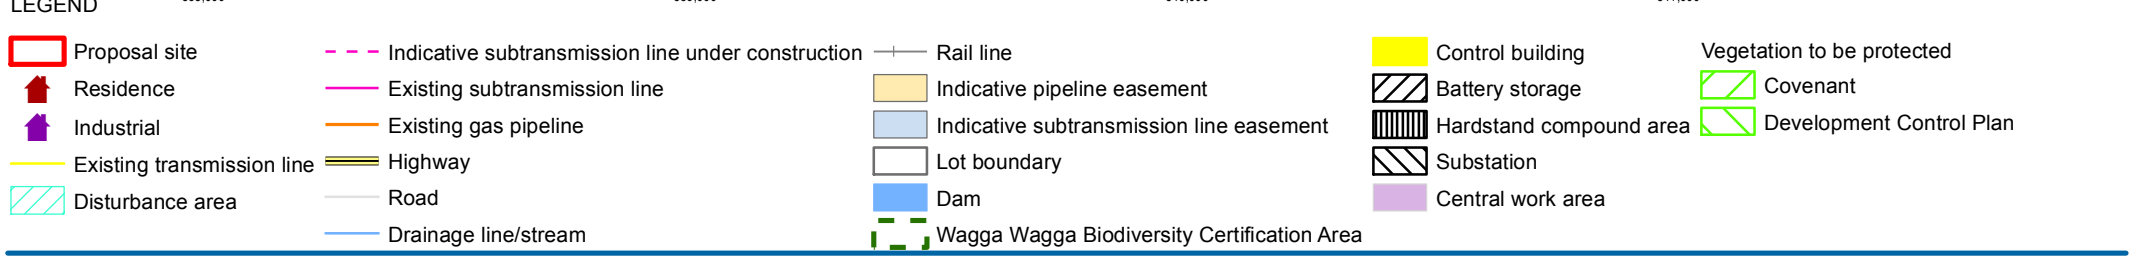 LEGEND
Proposal site
Residence
Industrial
Existing transmission line
Disturbance area
Indicative subtransmission line under construction
Existing subtransmission line
Existing gas pipeline
Highway
Road
Drainage line/stream
Rail line
Indicative pipeline easement
Indicative subtransmission line easement
Lot boundary
Dam
Wagga Wagga Biodiversity Certification Area
Control building
Battery storage
Hardstand compound area
Substation
Central work area
Vegetation to be protected
Covenant
Development Control Plan